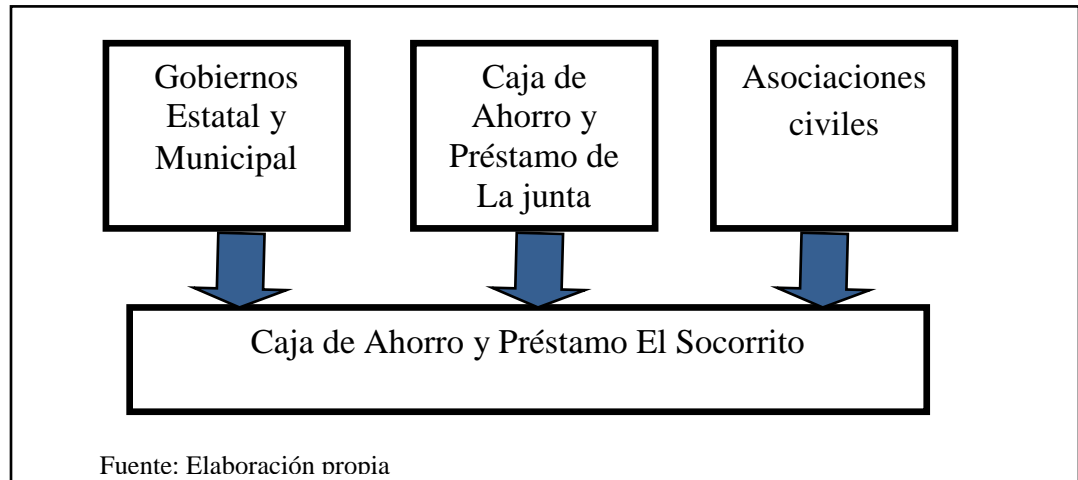 Gobiernos
Estatal y
Municipal
Caja de
Ahorro y
Préstamo de
La junta
Asociaciones
civiles
Caja de Ahorro y Préstamo El Socorrito
Fuente: Elaboración propia